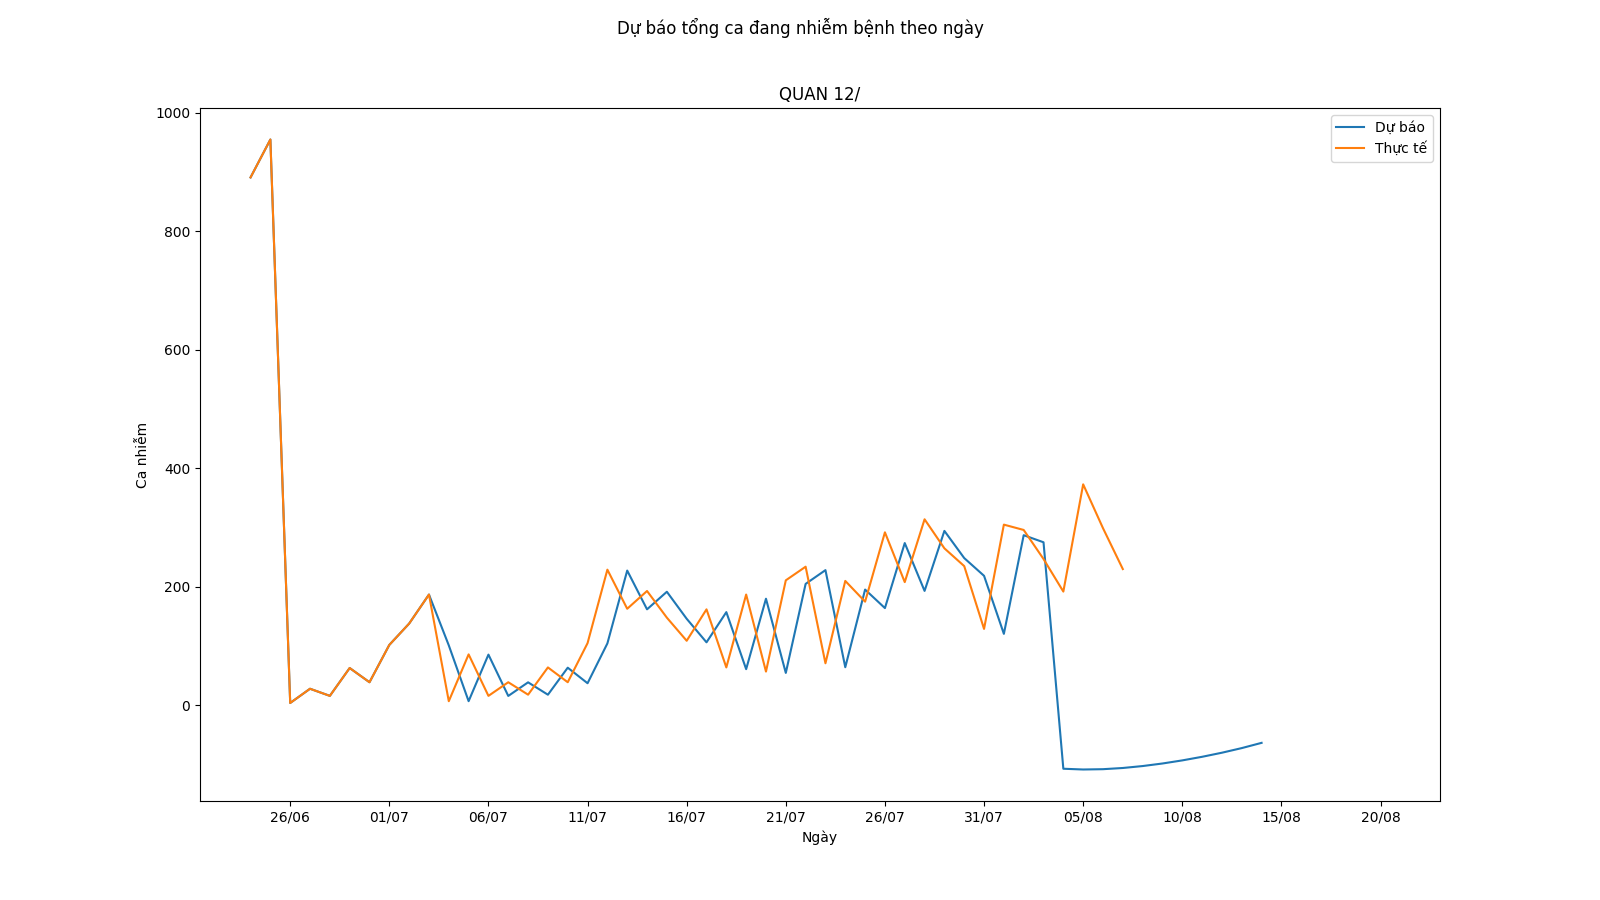 Dự báo tổng ca đang nhiễm bệnh theo ngày
QUAN 12/
Dự báo
Thực tế
Ca nhiễm
1000
800
600
400
200
0
26/06 01/07 06/07 11/07 16/07 21/07 26/07 31/07 05/08 10/08 15/08 20/08
Ngày